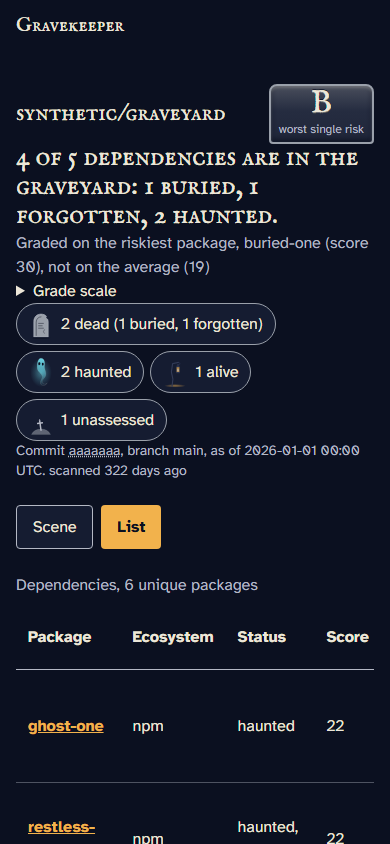 Gravekeeper
synthetic/graveyard
B
worst single risk
4 of 5 dependencies are in the
graveyard: 1 buried, 1
forgotten, 2 haunted.
Graded on the riskiest package, buried-one (score
30), not on the average (19)
Grade scale
2 dead (1 buried, 1 forgotten)
2 haunted
1 alive
1 unassessed
Commit aaaaaaa, branch main, as of 2026-01-01 00:00
UTC. scanned 322 days ago
Scene
List
Dependencies, 6 unique packages
Package Ecosystem Status Score
ghost-one npm haunted 22
restless- npm haunted, 22